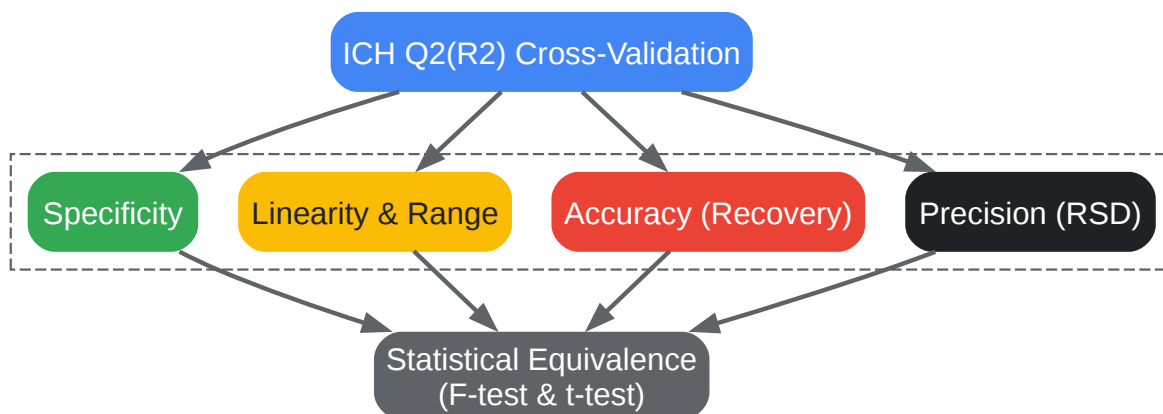 ICH Q2(R2) Cross-Validation
Specificity
Linearity & Range
Accuracy (Recovery)
Precision (RSD)
Statistical Equivalence
(F-test & t-test)